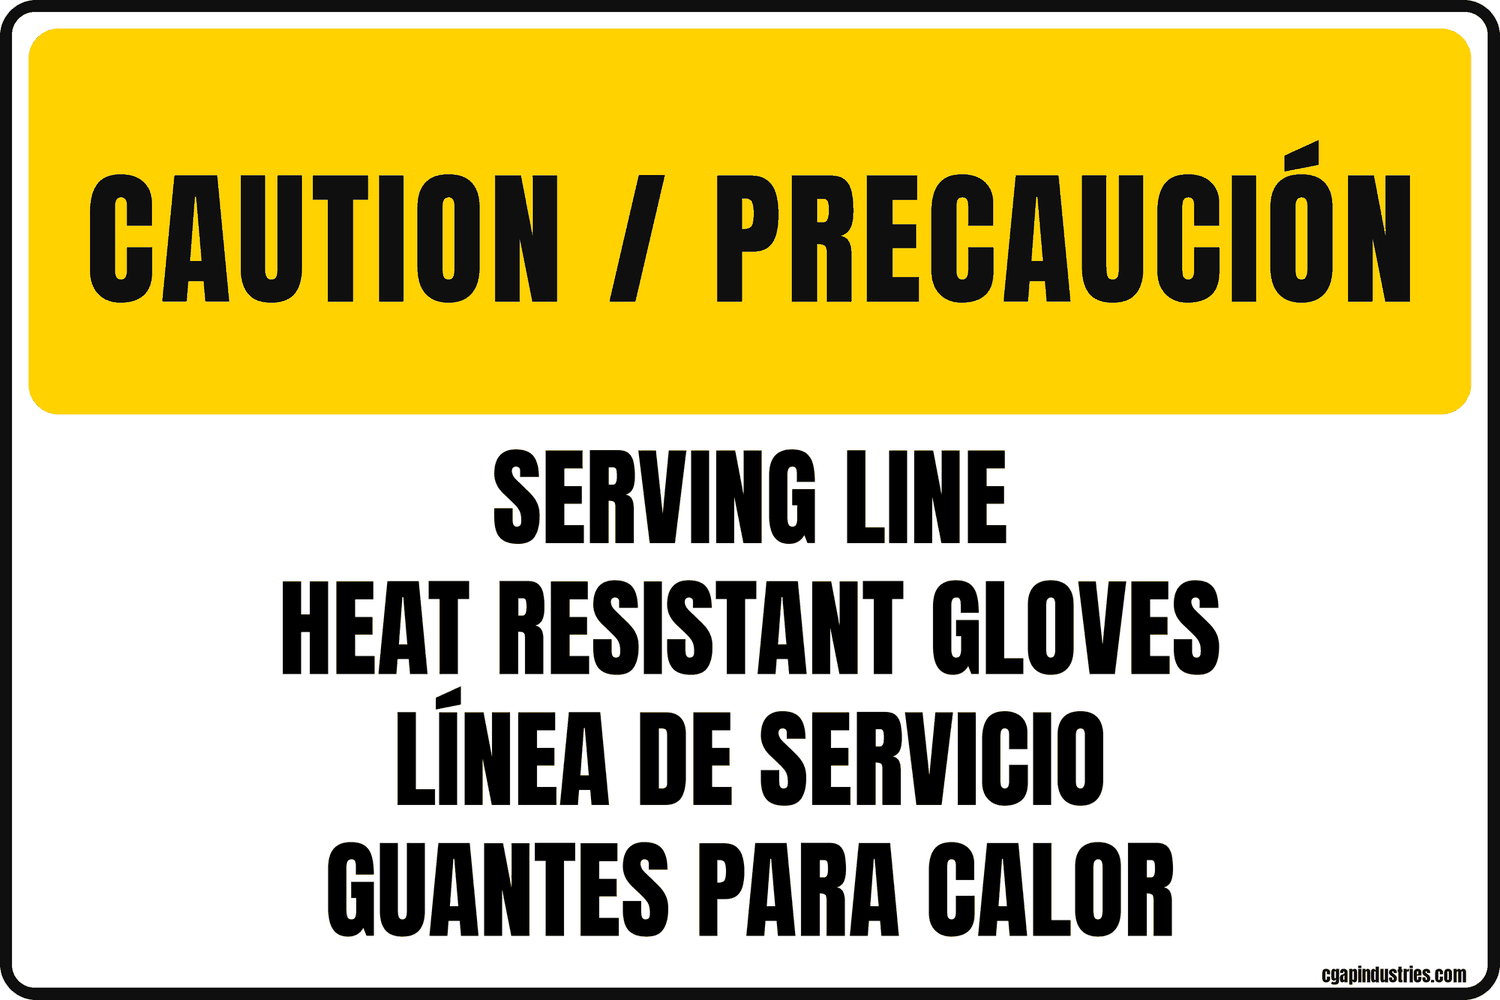 CAUTION / PRECAUCIÓN
SERVING LINE
HEAT RESISTANT GLOVES
LÍNEA DE SERVICIO
GUANTES PARA CALOR
cgapindustries.com